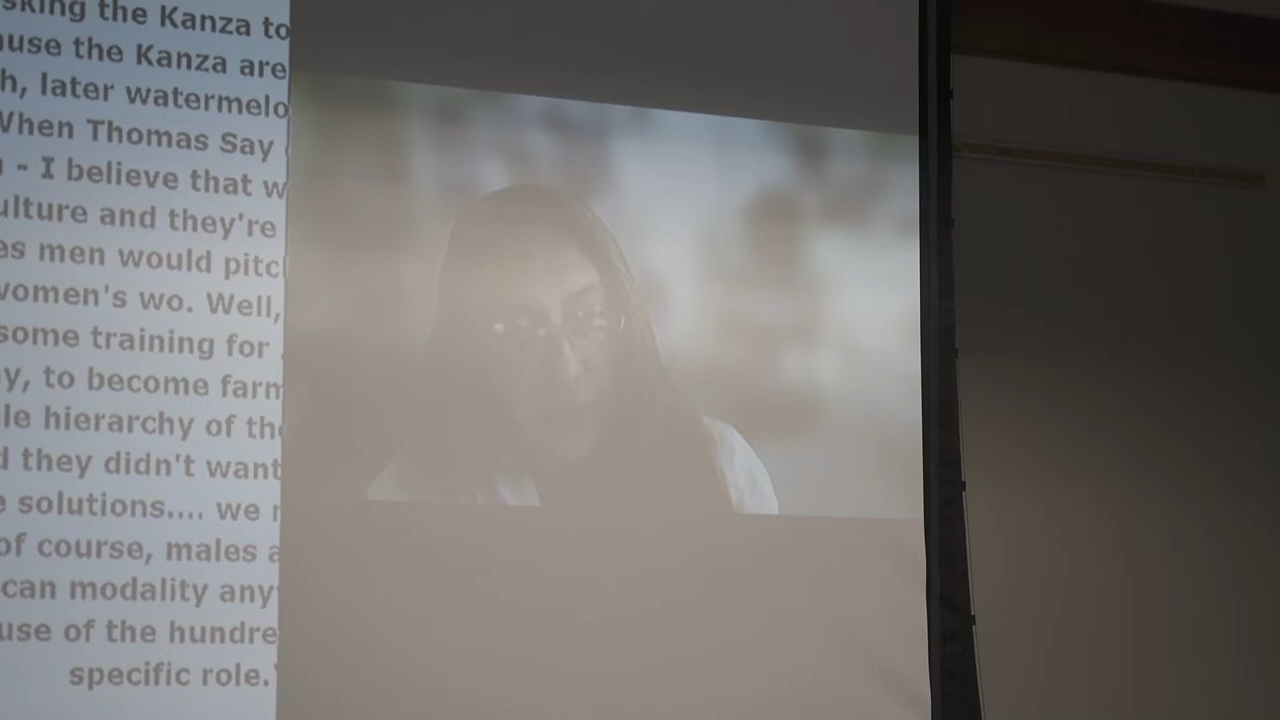 sking the Kanza to
use the Kanza are
h, later watermelo
When Thomas Say
- I believe that w
ulture and they're
es men would pitc
women's wo. Well,
some training for
y, to become farm
le hierarchy of the
d they didn't want
e solutions.... we
of course, males a
can modality any
use of the hundre
specific role."